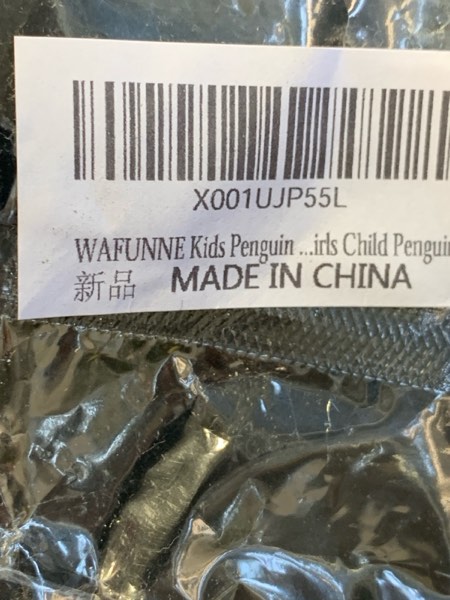 X001UJP55L
WAFUNNE Kids Penguin ...irls Child Penguin
新品 MADE IN CHINA